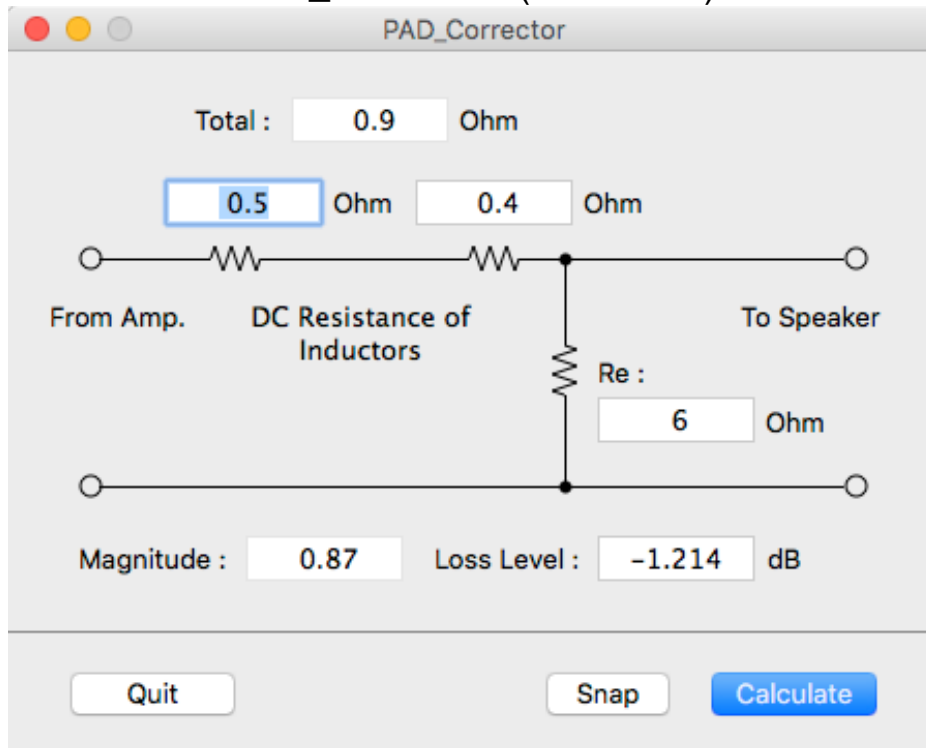 PAD_Corrector
Total : 0.9 Ohm
0.5 Ohm 0.4 Ohm
From Amp. DC Resistance of To Speaker
Inductors
Re :
6 Ohm
Magnitude : 0.87 Loss Level : -1.214 dB
Quit Snap Calculate